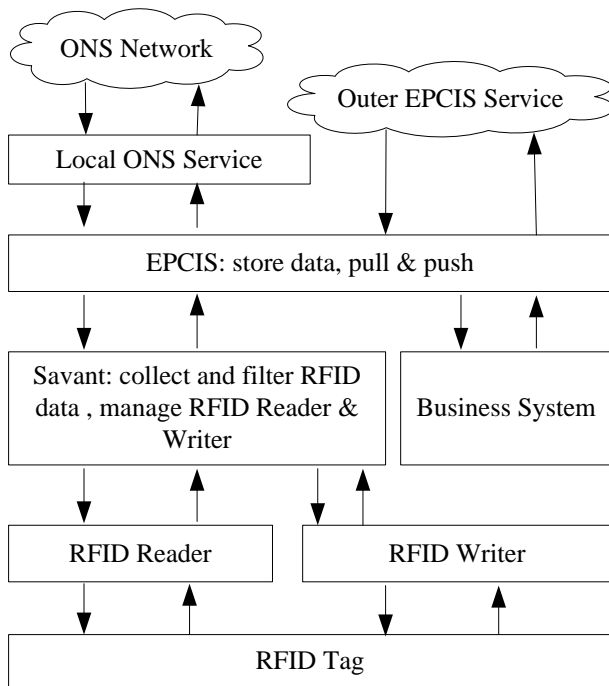 ONS Network
Outer EPCIS Service
Local ONS Service
EPCIS: store data, pull & push
Savant: collect and filter RFID
data , manage RFID Reader &
Writer
Business System
RFID Reader
RFID Writer
RFID Tag